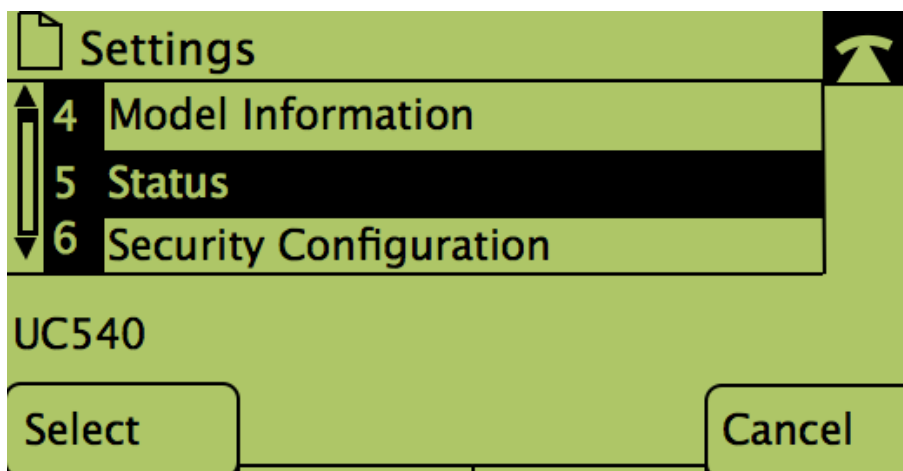 Settings
4 Model Information
5 Status
6 Security Configuration
UC540
Select Cancel